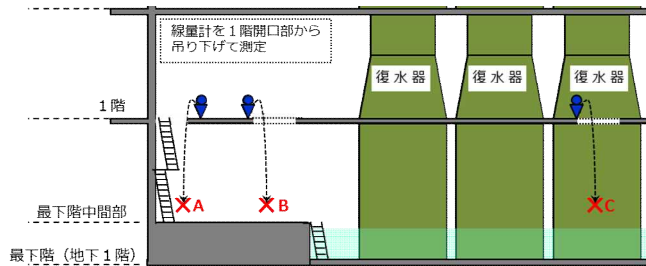 線量計を１階開口部から
吊り下げて測定
復水器
復水器
復水器
１階
A
B
C
最下階中間部
最下階（地下１階）